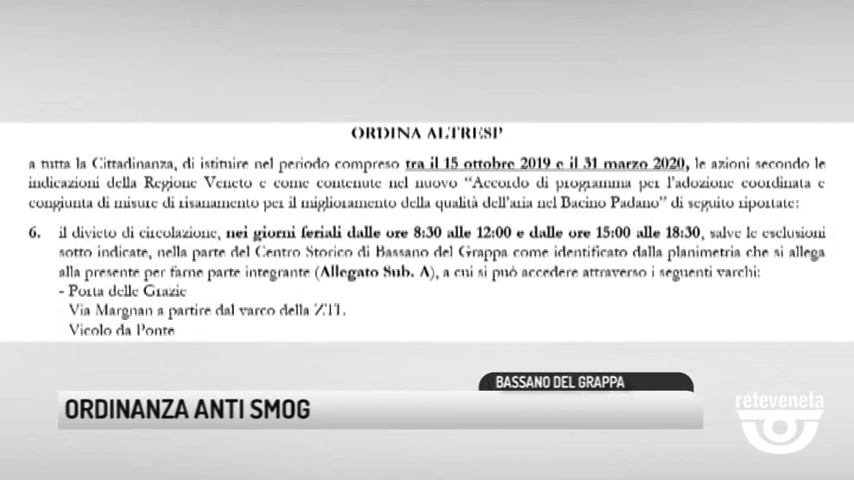 ORDINA ALTRESI'
a tutta la Cittadinanza, di istituire nel periodo compreso tra il 15 ottobre 2019 e il 31 marzo 2020, le azioni secondo le
indicazioni della Regione Veneto e come contenute nel nuovo "Accordo di programma per l'adozione coordinata e
congiunta di misure di risanamento per il miglioramento della qualità dell'aria nel Bacino Padano" di seguito riportate:
6. il divieto di circolazione, nei giorni feriali dalle ore 8:30 alle 12:00 e dalle ore 15:00 alle 18:30, salve le esclusioni
sotto indicate, nella parte del Centro Storico di Bassano del Grappa come identificato dalla planimetria che si allega
alla presente per farne parte integrante (Allegato Sub. A), a cui si può accedere attraverso i seguenti varchi:
- Porta delle Grazie
Via Margnan a partire dal varco della ZTL
Vicolo da Ponte
BASSANO DEL GRAPPA
ORDINANZA ANTI SMOG
reteveneta